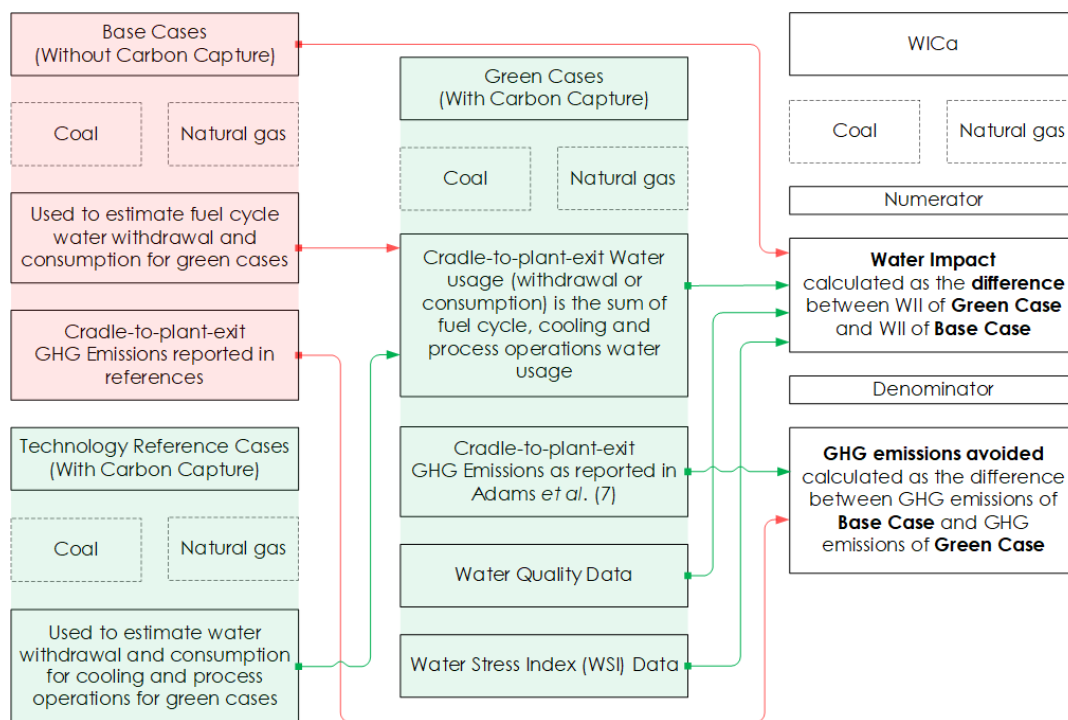 Base Cases
(Without Carbon Capture)
Coal
Natural gas
Used to estimate fuel cycle
water withdrawal and
consumption for green cases
Cradle-to-plant-exit
GHG Emissions reported in
references
Technology Reference Cases
(With Carbon Capture)
Coal
Natural gas
Used to estimate water
withdrawal and consumption
for cooling and process
operations for green cases
Green Cases
(With Carbon Capture)
Coal
Natural gas
Cradle-to-plant-exit Water
usage (withdrawal or
consumption) is the sum of
fuel cycle, cooling and
process operations water
usage
Cradle-to-plant-exit
GHG Emissions as reported in
Adams et al. (7)
Water Quality Data
Water Stress Index (WSI) Data
WICa
Coal
Natural gas
Numerator
Water Impact
calculated as the difference
between WII of Green Case
and WII of Base Case
Denominator
GHG emissions avoided
calculated as the difference
between GHG emissions of
Base Case and GHG
emissions of Green Case